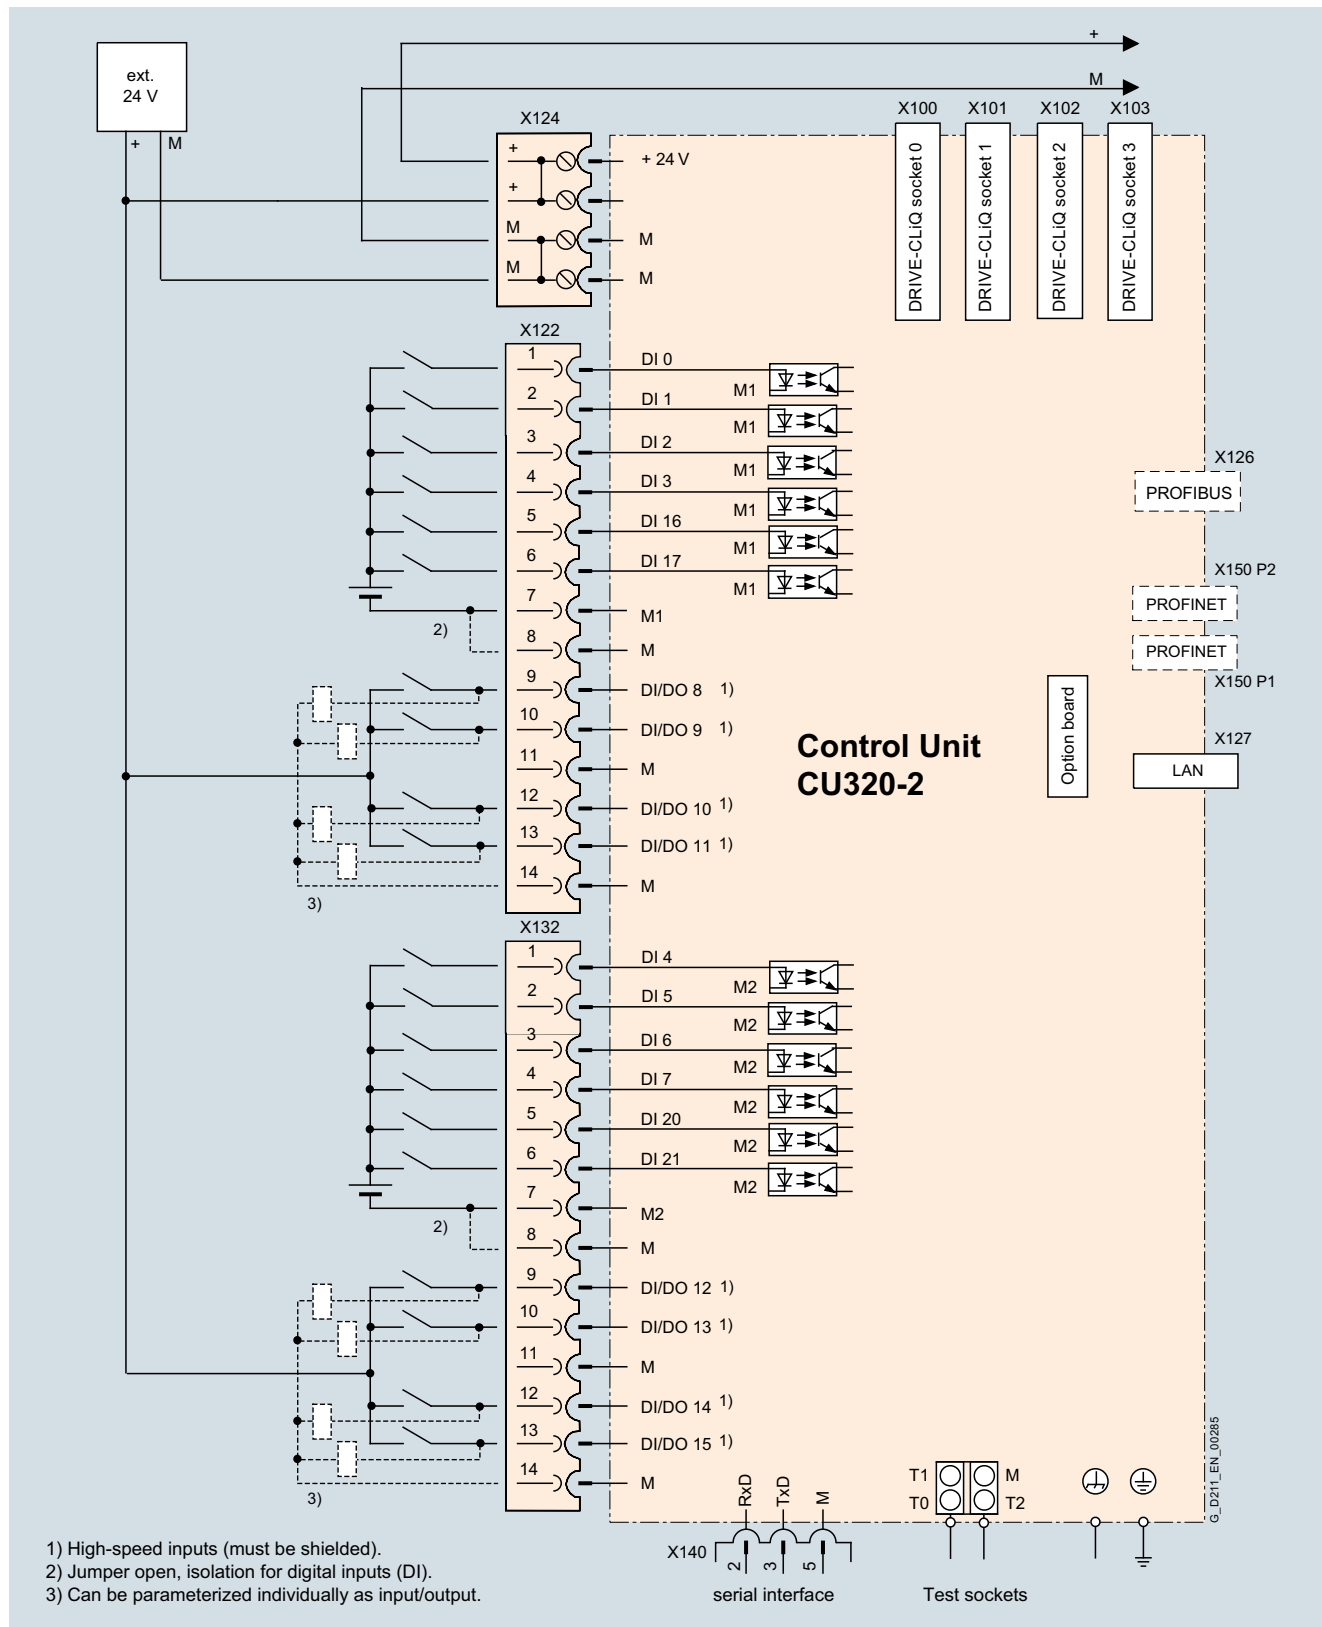 ext.
24 V
+ M
+
M
X124
+
+
M
M
+ 24 V
M
M
X100 X101 X102 X103
DRIVE-CLiQ socket 0
DRIVE-CLiQ socket 1
DRIVE-CLiQ socket 2
DRIVE-CLiQ socket 3
X122
1 DI 0 M1
2 DI 1 M1
3 DI 2 M1
4 DI 3 M1
5 DI 16 M1
6 DI 17 M1
7 M1
2)
8 M
9 DI/DO 8 1)
10 DI/DO 9 1)
11 M
12 DI/DO 10 1)
13 DI/DO 11 1)
14 M
3)
X126
PROFIBUS
X150 P2
PROFINET
PROFINET
X150 P1
Option board
X127
LAN
Control Unit
CU320-2
X132
1 DI 4 M2
2 DI 5 M2
3 DI 6 M2
4 DI 7 M2
5 DI 20 M2
6 DI 21 M2
7 M2
2)
8 M
9 DI/DO 12 1)
10 DI/DO 13 1)
11 M
12 DI/DO 14 1)
13 DI/DO 15 1)
14 M
3)
RxD TxD M
X140 2 3 5
serial interface
T1 M
T0 T2
Test sockets
G_D211_EN_00285
1) High-speed inputs (must be shielded).
2) Jumper open, isolation for digital inputs (DI).
3) Can be parameterized individually as input/output.